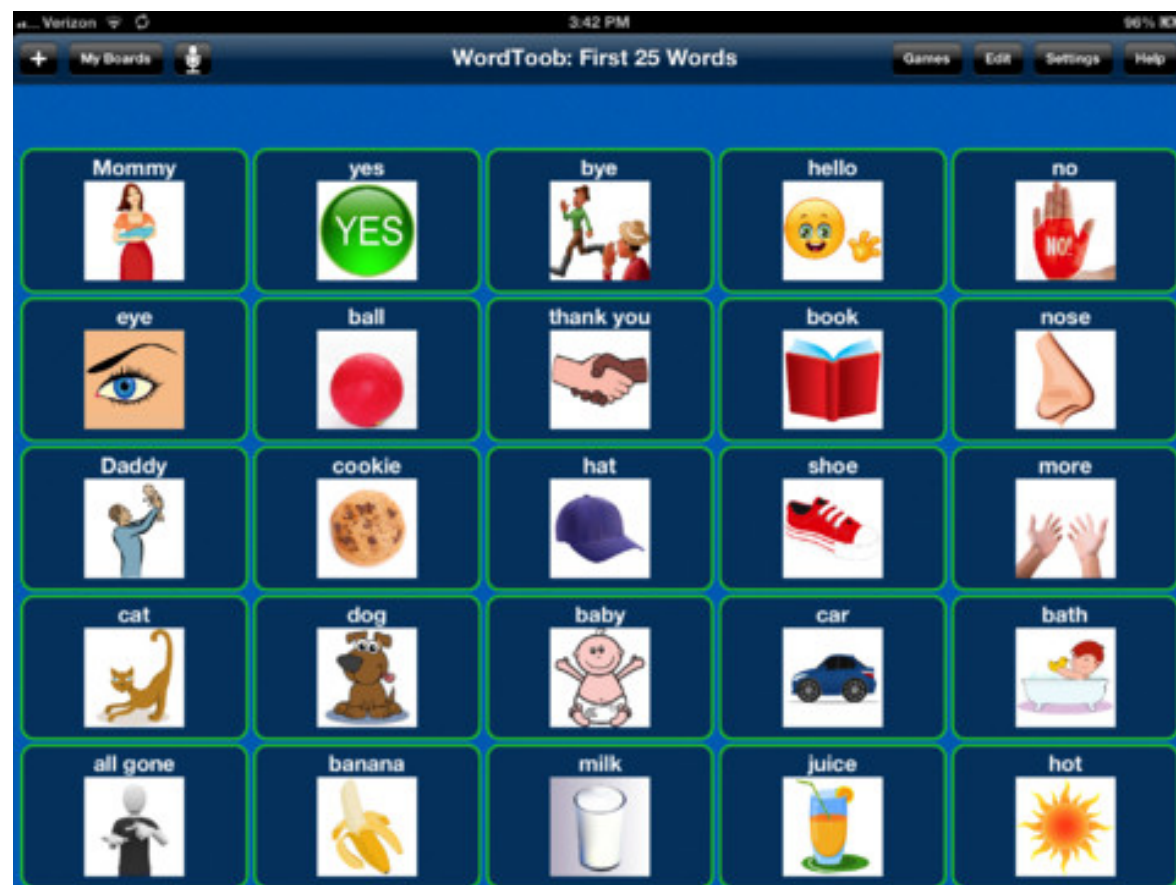 Verizon 3:42 PM 96%
+ My Boards WordToob: First 25 Words Games Edit Settings Help
Mommy yes bye hello no
YES NO!
eye ball thank you book nose
Daddy cookie hat shoe more
cat dog baby car bath
all gone banana milk juice hot